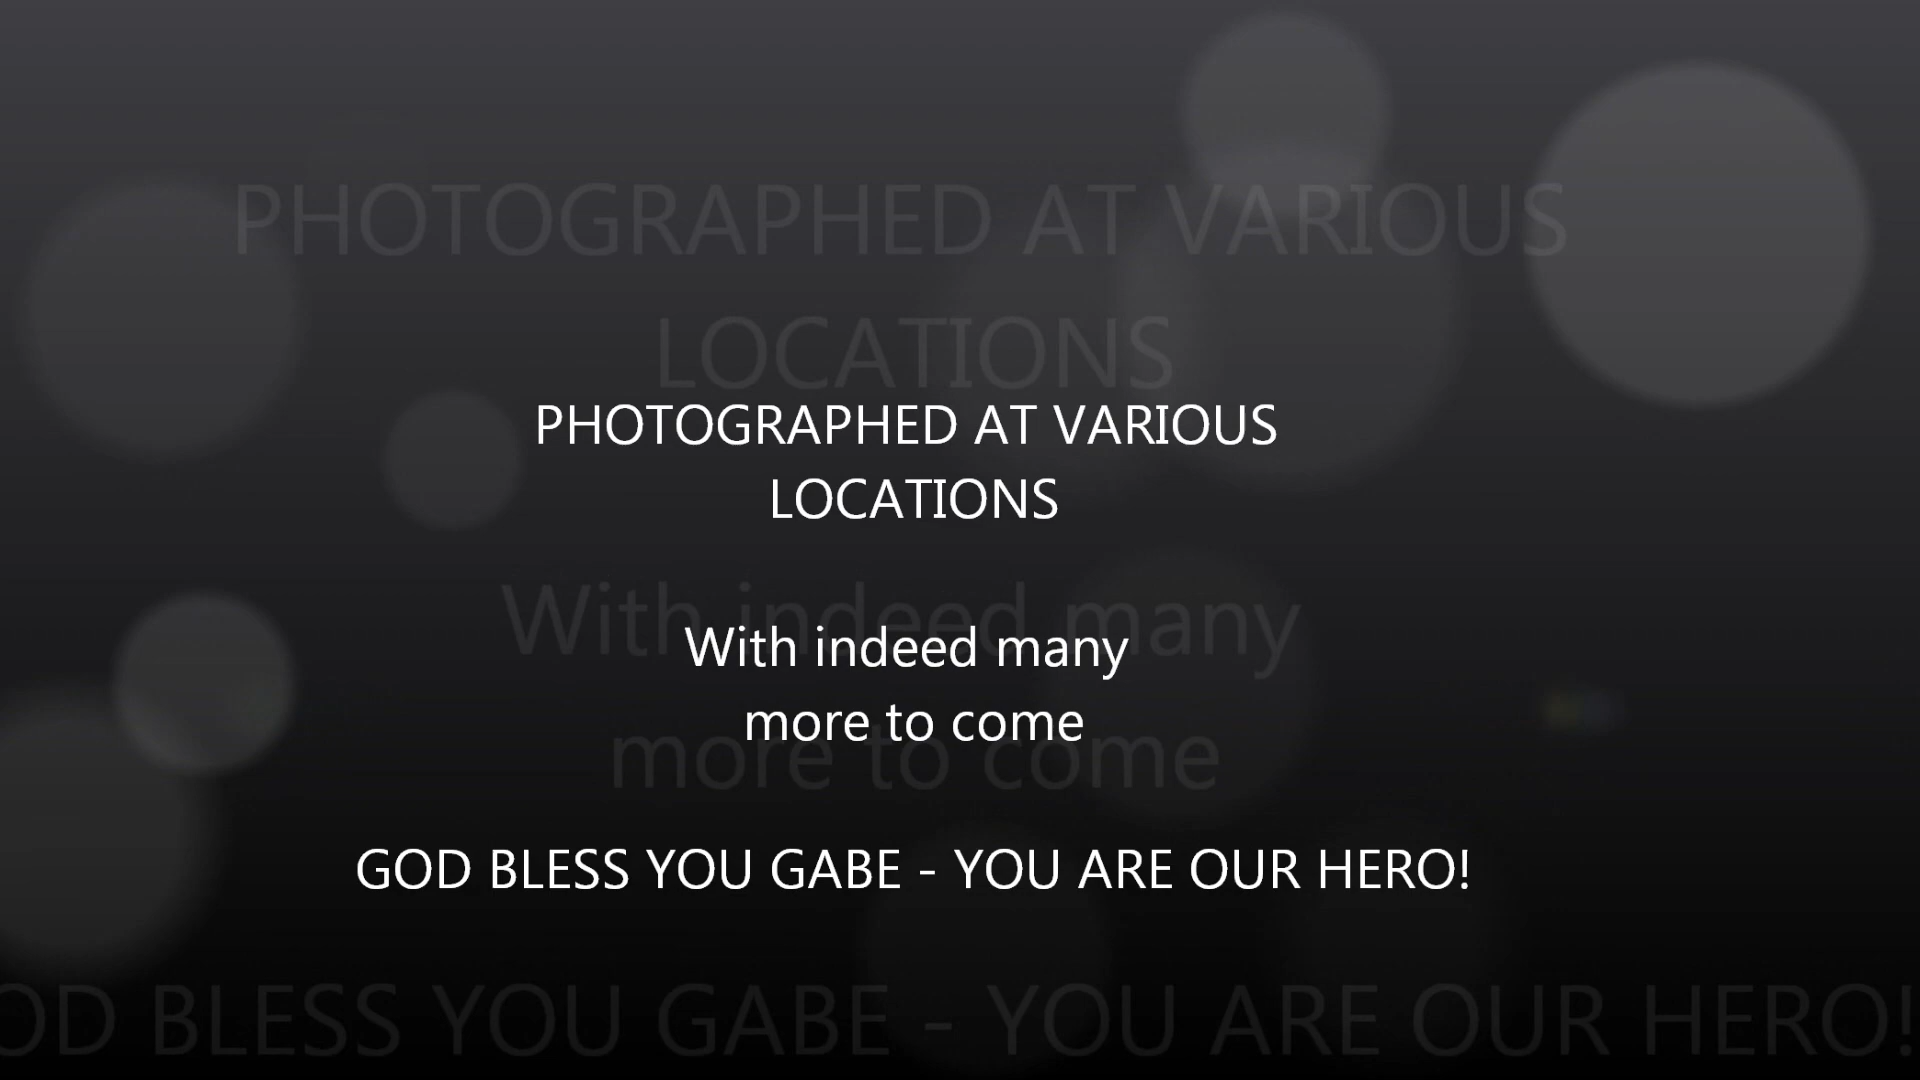 PHOTOGRAPHED AT VARIOUS
LOCATIONS
PHOTOGRAPHED AT VARIOUS
LOCATIONS
With indeed many
With indeed many
more to come
more to come
GOD BLESS YOU GABE - YOU ARE OUR HERO!
OD BLESS YOU GABE - YOU ARE OUR HERO!